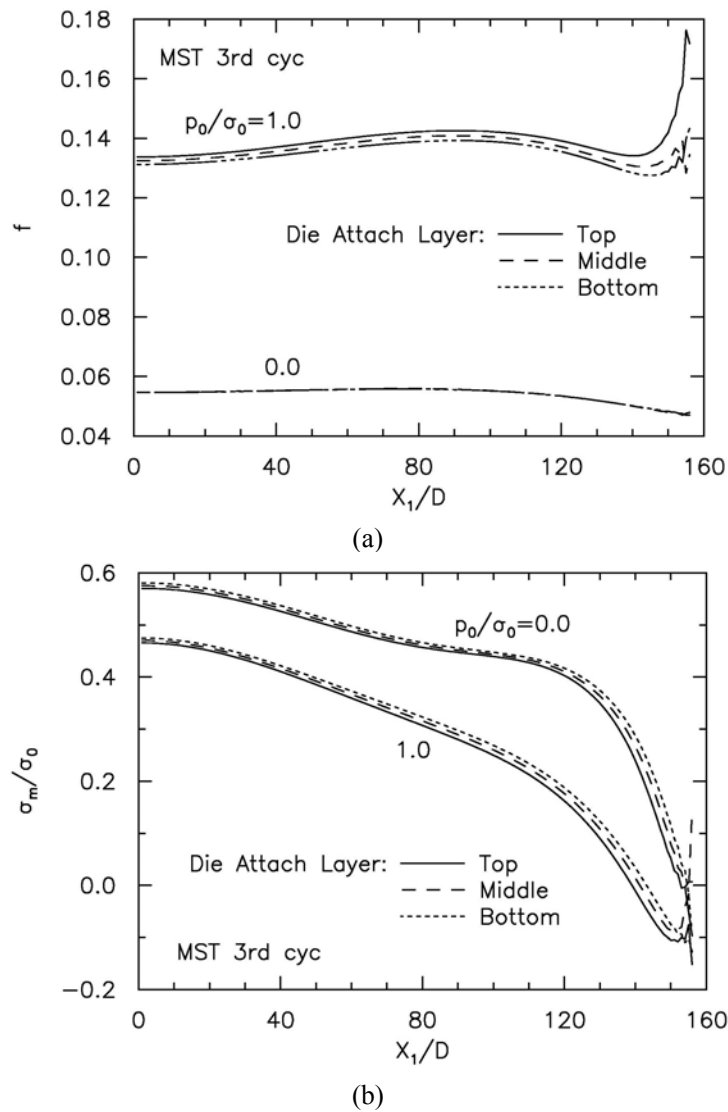 0.18
MST 3rd cyc
0.16
p₀/σ₀=1.0
0.14
0.12
f
0.10
Die Attach Layer:
Top
Middle
Bottom
0.08
0.0
0.06
0.04
0 40 80 120 160
X₁/D
(a)
0.6
p₀/σ₀=0.0
0.4
1.0
σₘ/σ₀
0.2
Die Attach Layer:
Top
Middle
Bottom
0.0
MST 3rd cyc
−0.2
0 40 80 120 160
X₁/D
(b)